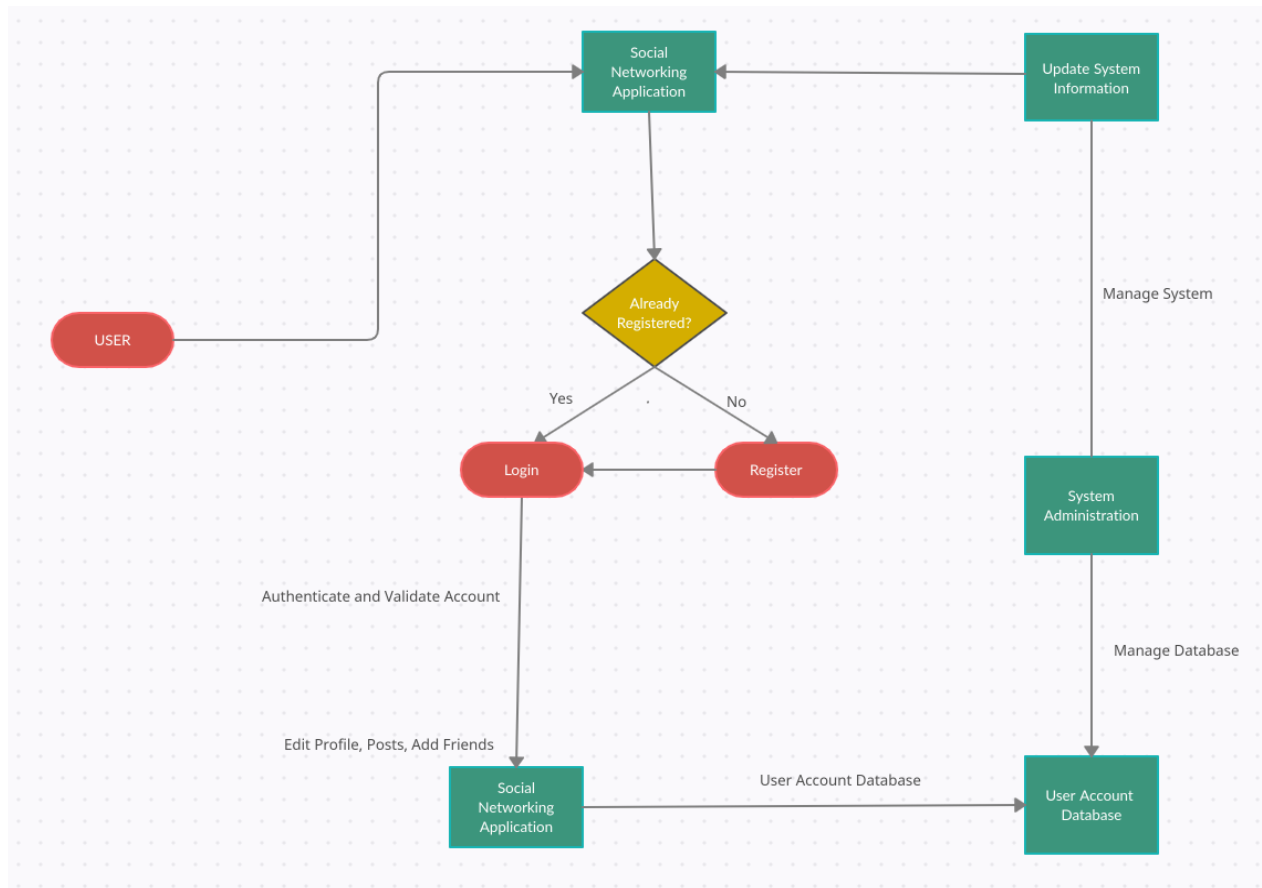 Social
Networking
Application
Update System
Information
Manage System
Already
Registered?
USER
Yes
.
No
Login
Register
System
Administration
Authenticate and Validate Account
Manage Database
Edit Profile, Posts, Add Friends
User Account Database
Social
Networking
Application
User Account
Database